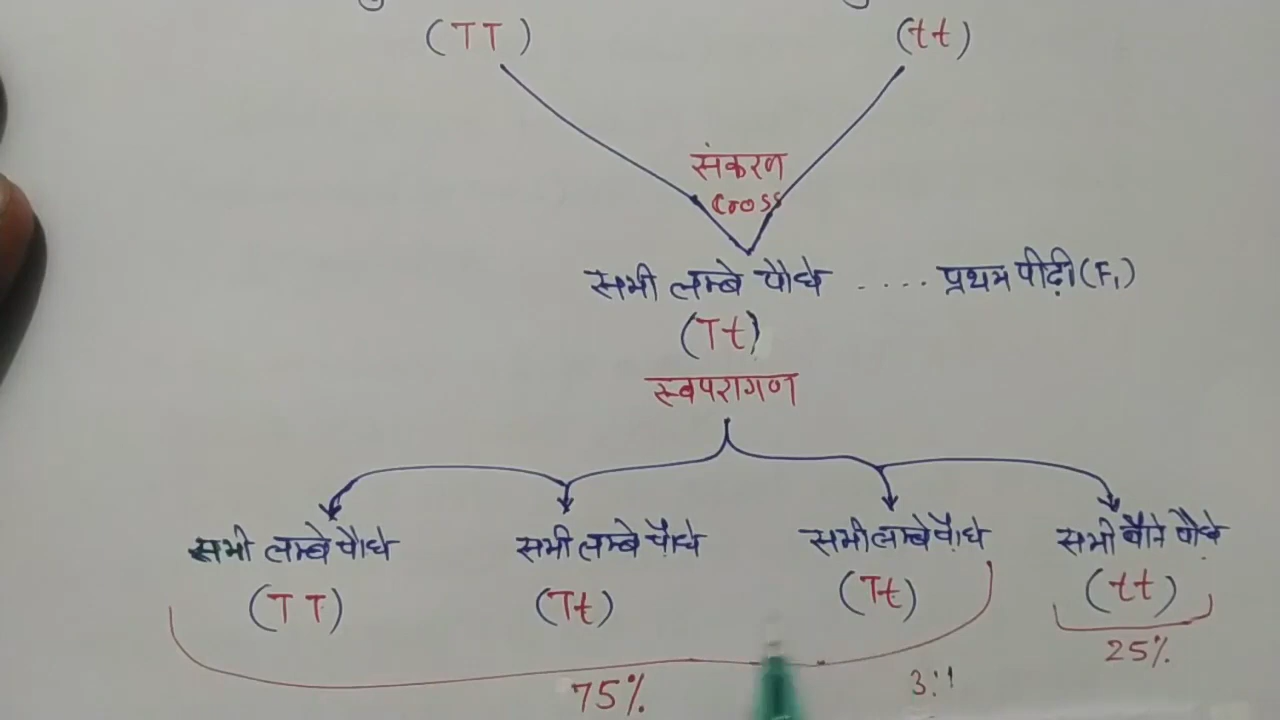 (TT) (tt)
संकरण
Cross
सभी लम्बे पौधे .... प्रथम पीढ़ी (F₁)
(Tt)
स्वपरागण
सभी लम्बे पौधे सभी लम्बे पौधे सभी लम्बे पौधे सभी बौने पौधे
(TT) (Tt) (Tt) (tt)
25%
75% 3:1